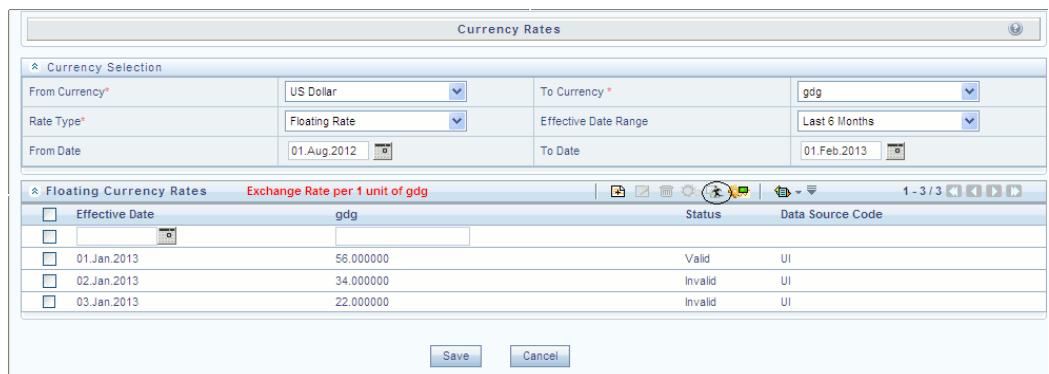 Currency Rates
Currency Selection
From Currency* US Dollar To Currency * gdg
Rate Type* Floating Rate Effective Date Range Last 6 Months
From Date 01.Aug.2012 To Date 01.Feb.2013
Floating Currency Rates Exchange Rate per 1 unit of gdg 1 - 3 / 3
Effective Date gdg Status Data Source Code
01.Jan.2013 56.000000 Valid UI
02.Jan.2013 34.000000 Invalid UI
03.Jan.2013 22.000000 Invalid UI
Save Cancel